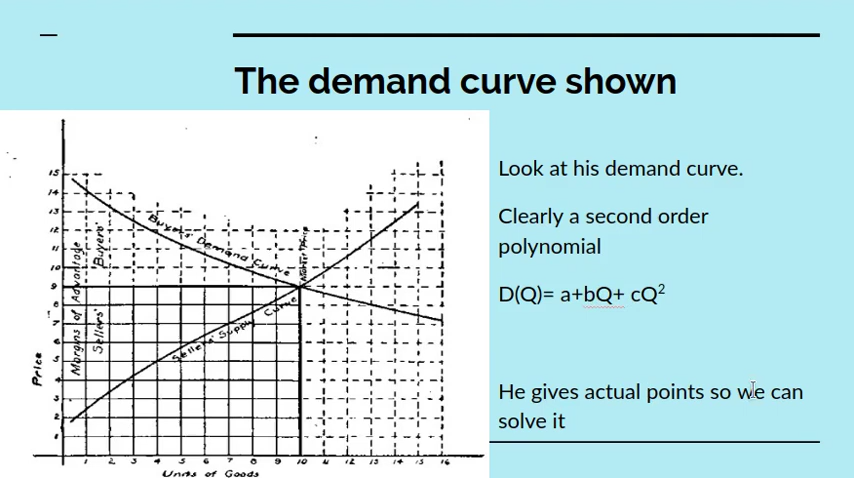 The demand curve shown
15
14
13
12
11
10
9
8
7
6
5
4
3
2
1
Price
Margins of Advantage
Buyers'
Sellers'
Buyers' Demand Curve
Market Price
Sellers' Supply Curve
1 2 3 4 5 6 7 8 9 10 11 12 13 14 15 16
Units of Goods
Look at his demand curve.
Clearly a second order
polynomial
D(Q)= a+bQ+ cQ²
He gives actual points so we can
solve it